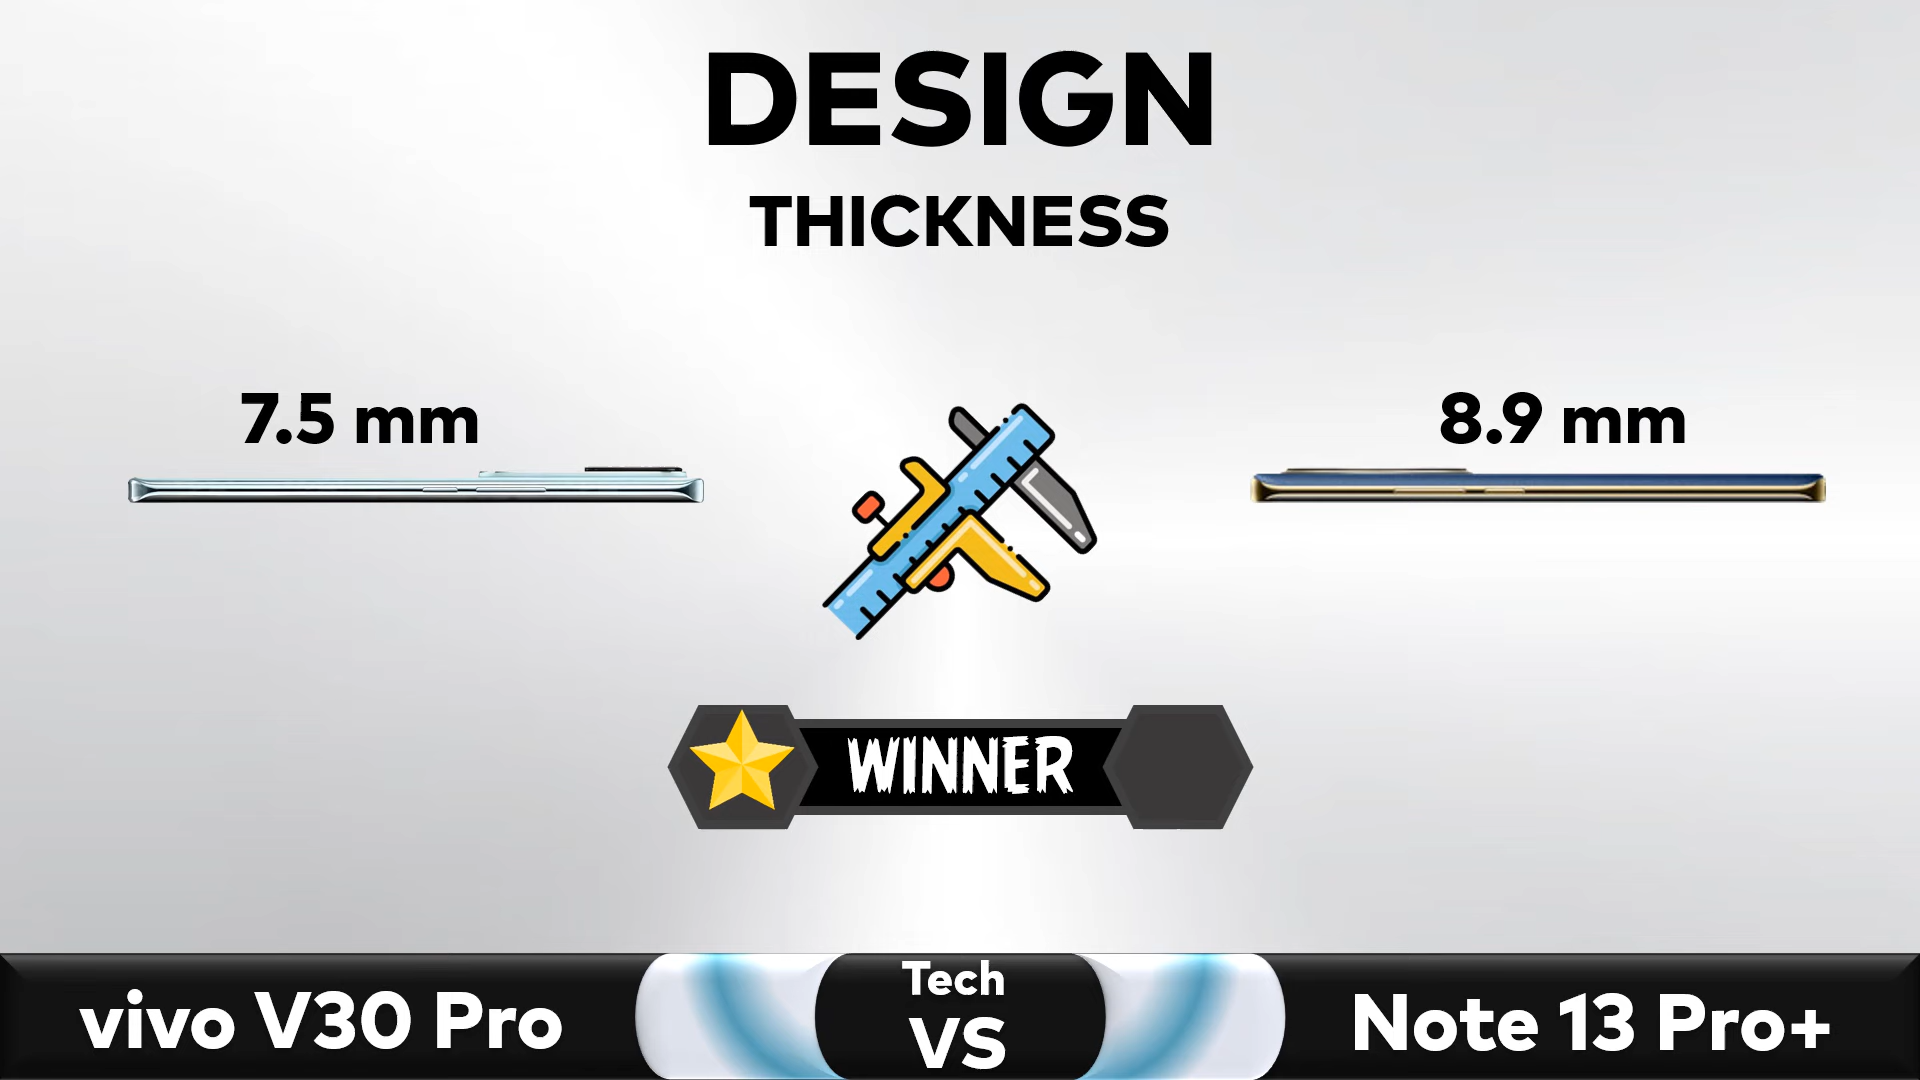 DESIGN
THICKNESS
7.5 mm
8.9 mm
WINNER
vivo V30 Pro
Tech
VS
Note 13 Pro+